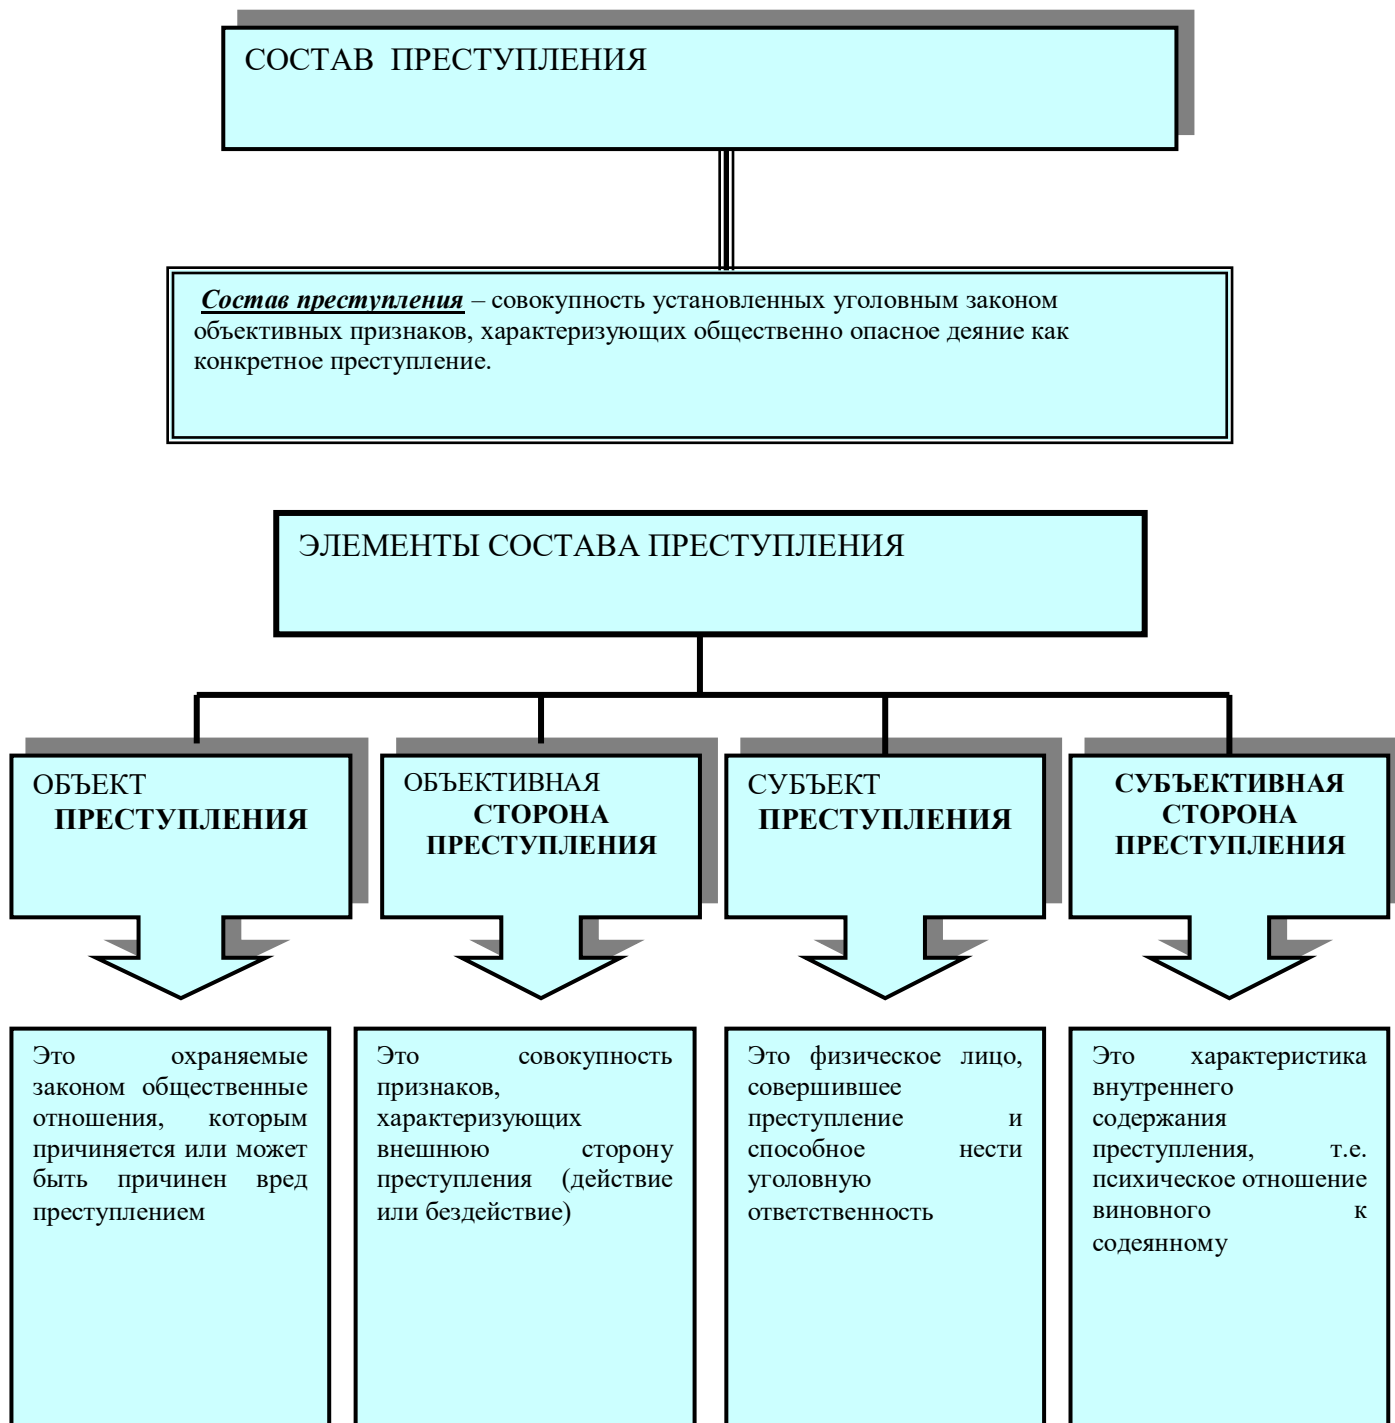 СОСТАВ ПРЕСТУПЛЕНИЯ
Состав преступления – совокупность установленных уголовным законом
объективных признаков, характеризующих общественно опасное деяние как
конкретное преступление.
ЭЛЕМЕНТЫ СОСТАВА ПРЕСТУПЛЕНИЯ
ОБЪЕКТ
ПРЕСТУПЛЕНИЯ
ОБЪЕКТИВНАЯ
СТОРОНА
ПРЕСТУПЛЕНИЯ
СУБЪЕКТ
ПРЕСТУПЛЕНИЯ
СУБЪЕКТИВНАЯ
СТОРОНА
ПРЕСТУПЛЕНИЯ
Это охраняемые
законом общественные
отношения, которым
причиняется или может
быть причинен вред
преступлением
Это совокупность
признаков,
характеризующих
внешнюю сторону
преступления (действие
или бездействие)
Это физическое лицо,
совершившее
преступление и
способное нести
уголовную
ответственность
Это характеристика
внутреннего
содержания
преступления, т.е.
психическое отношение
виновного к
содеянному